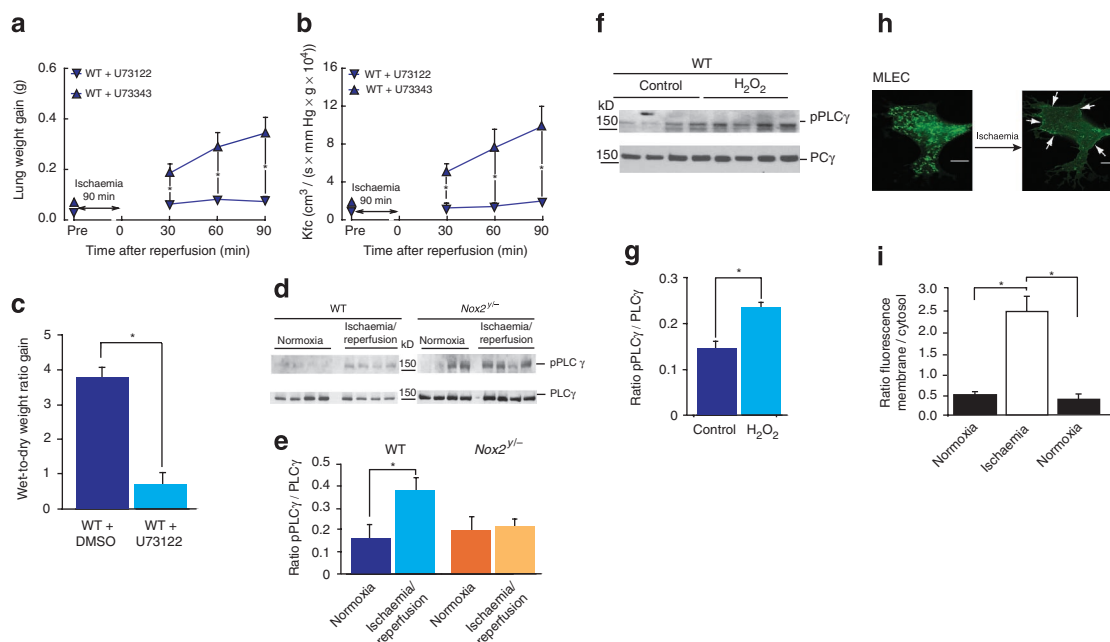 a
Lung weight gain (g)
0.6
0.4
0.2
0.0
WT + U73122
WT + U73343
Ischaemia
90 min
*
*
*
Pre
0
30
60
90
Time after reperfusion (min)
b
Kfc (cm3 / (s × mm Hg × g × 104))
16
12
8
4
0
WT + U73122
WT + U73343
Ischaemia
90 min
*
*
*
Pre
0
30
60
90
Time after reperfusion (min)
c
Wet-to-dry weight ratio gain
5
4
3
2
1
0
*
WT +
DMSO
WT +
U73122
d
WT
Nox2y/–
Normoxia
Ischaemia/
reperfusion
kD
Normoxia
Ischaemia/
reperfusion
150
pPLC γ
150
PLCγ
e
WT
Nox2y/–
Ratio pPLCγ / PLCγ
0.5
0.4
0.3
0.2
0.1
0
*
Normoxia
Ischaemia/
reperfusion
Normoxia
Ischaemia/
reperfusion
f
WT
Control
H2O2
kD
150
pPLCγ
150
PCγ
g
Ratio pPLCγ / PLCγ
0.3
0.2
0.1
0
*
Control
H2O2
h
MLEC
Ischaemia
i
Ratio fluorescence
membrane / cytosol
3.0
2.5
2.0
1.5
1.0
0.5
0.0
*
*
Normoxia
Ischaemia
Normoxia